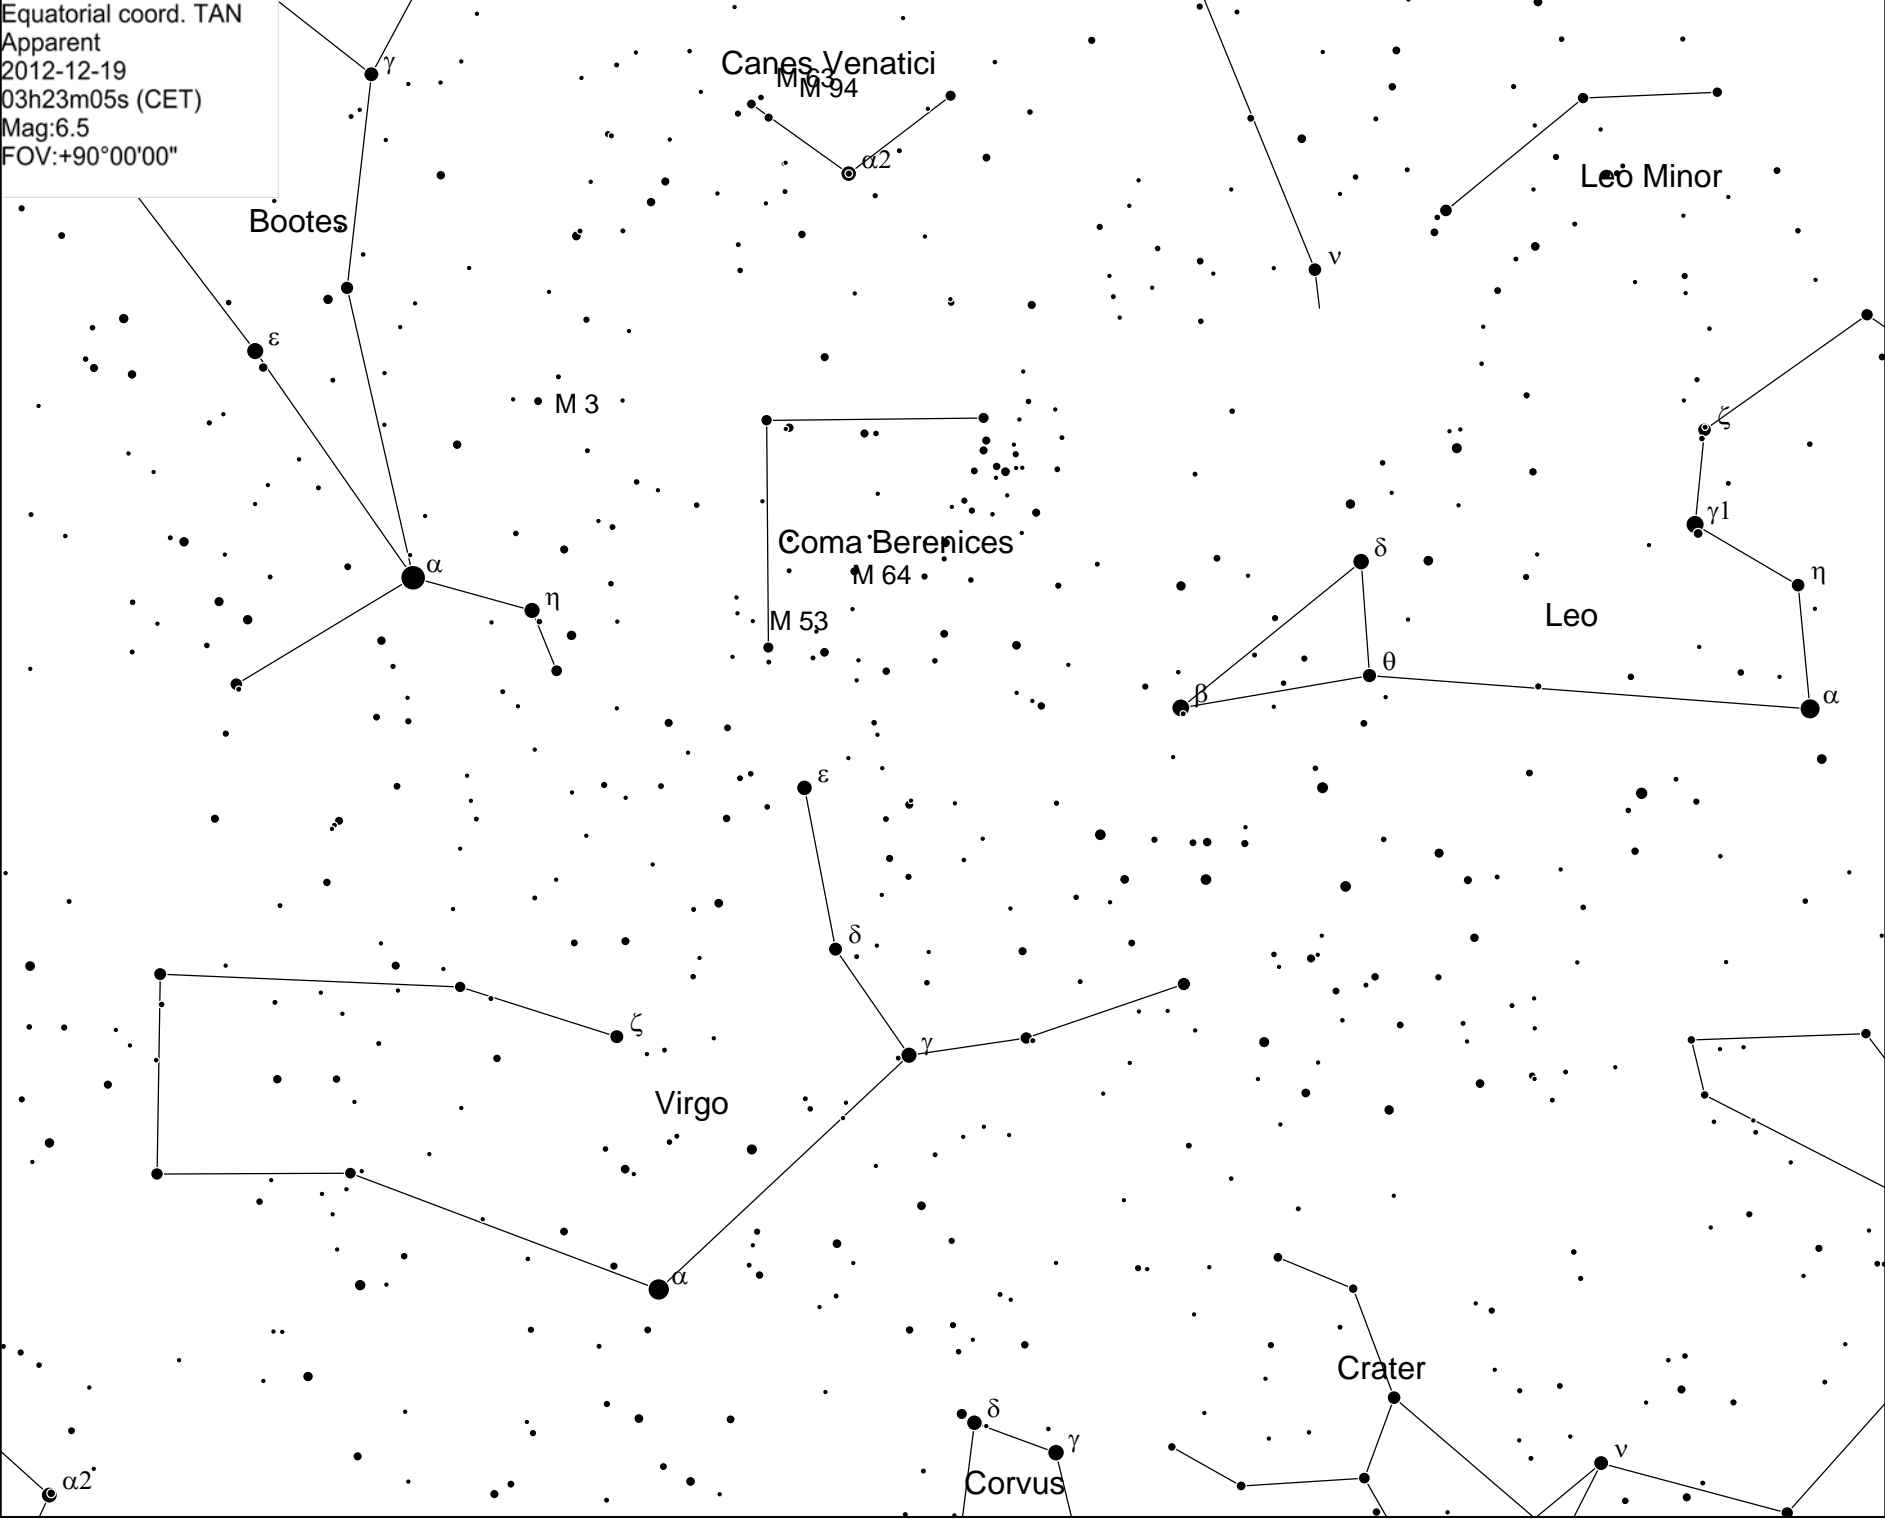 Equatorial coord. TAN
Apparent
2012-12-19
03h23m05s (CET)
Mag:6.5
FOV:+90°00'00"
γ
Canes Venatici
M 63
M 94
α2
Leo Minor
Bootes
ν
ε
M 3
ζ
γ1
Coma Berenices
δ
α
M 64
η
η
Leo
M 53
θ
β
α
ε
δ
ζ
γ
Virgo
α
Crater
δ
γ
ν
α2
Corvus